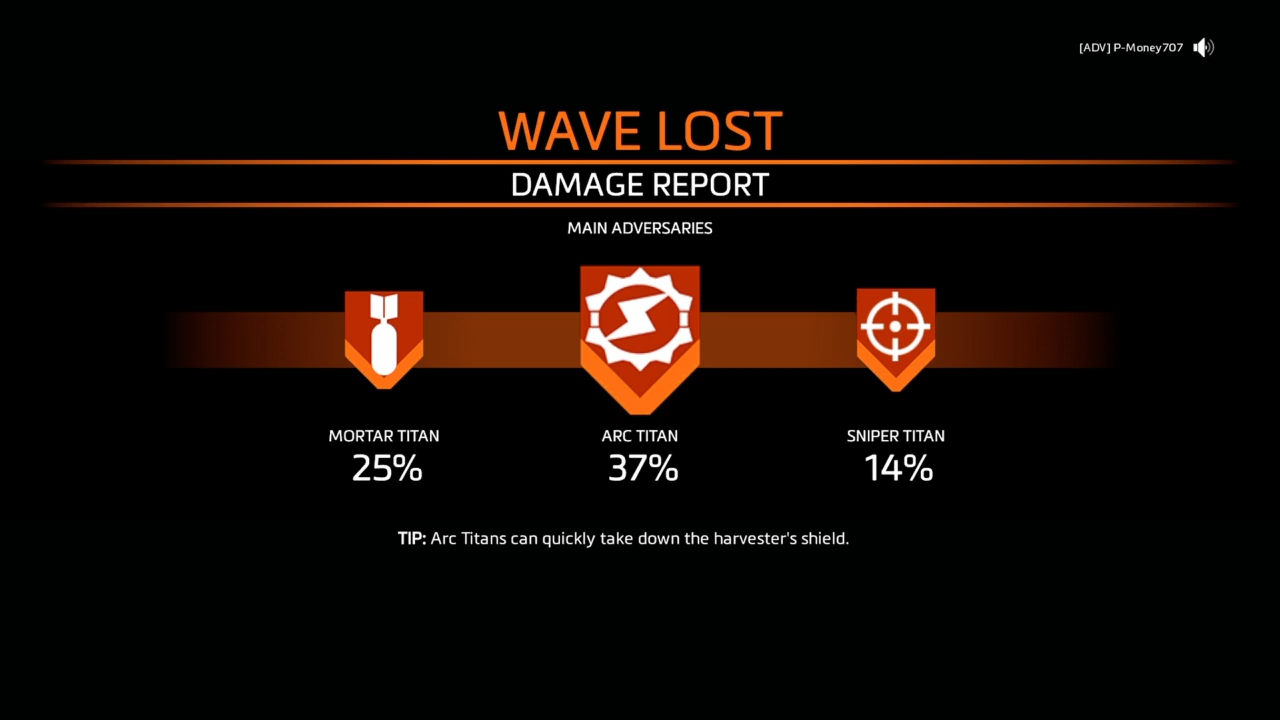 [ADV] P-Money707
WAVE LOST
DAMAGE REPORT
MAIN ADVERSARIES
MORTAR TITAN
25%
ARC TITAN
37%
SNIPER TITAN
14%
TIP: Arc Titans can quickly take down the harvester's shield.